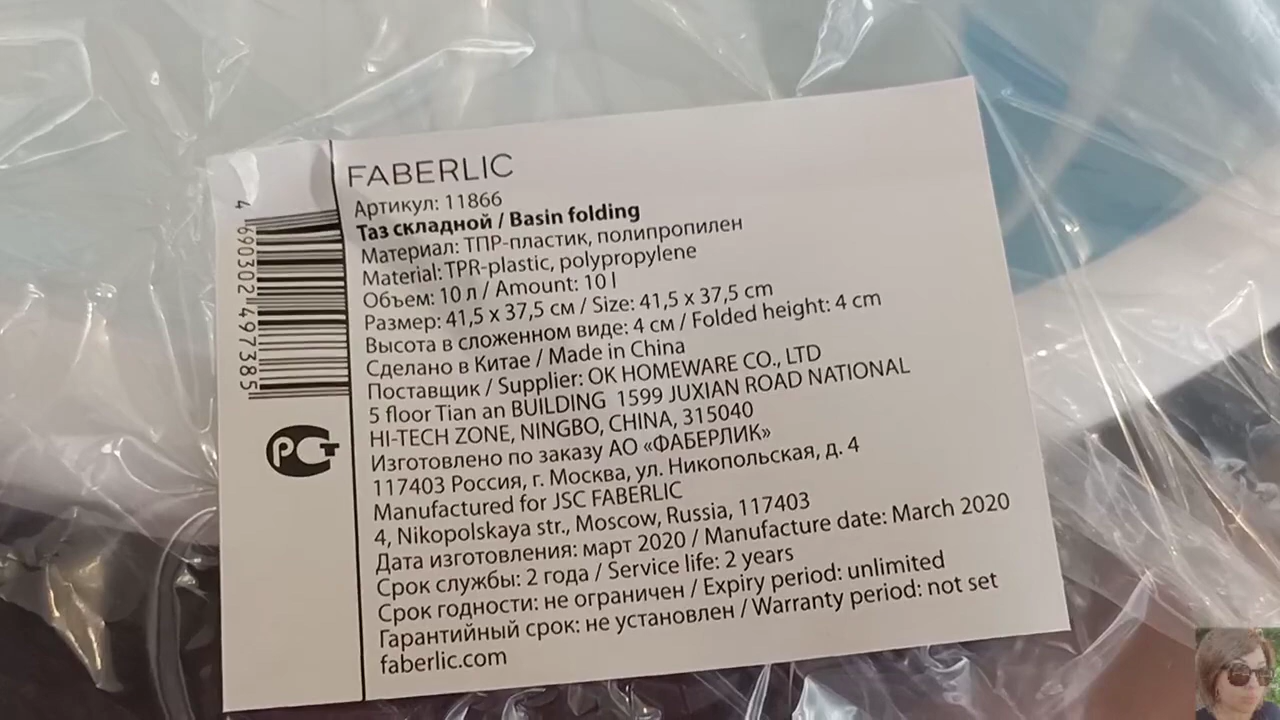 FABERLIC
Артикул: 11866
Таз складной / Basin folding
Материал: ТПР-пластик, полипропилен
Material: TPR-plastic, polypropylene
Объем: 10 л / Amount: 10 l
Размер: 41,5 x 37,5 см / Size: 41,5 x 37,5 cm
Высота в сложенном виде: 4 см / Folded height: 4 cm
Сделано в Китае / Made in China
Поставщик / Supplier: OK HOMEWARE CO., LTD
5 floor Tian an BUILDING 1599 JUXIAN ROAD NATIONAL
HI-TECH ZONE, NINGBO, CHINA, 315040
Изготовлено по заказу АО «ФАБЕРЛИК»
117403 Россия, г. Москва, ул. Никопольская, д. 4
Manufactured for JSC FABERLIC
4, Nikopolskaya str., Moscow, Russia, 117403
Дата изготовления: март 2020 / Manufacture date: March 2020
Срок службы: 2 года / Service life: 2 years
Срок годности: не ограничен / Expiry period: unlimited
Гарантийный срок: не установлен / Warranty period: not set
faberlic.com
4 690302 497385
РСТ